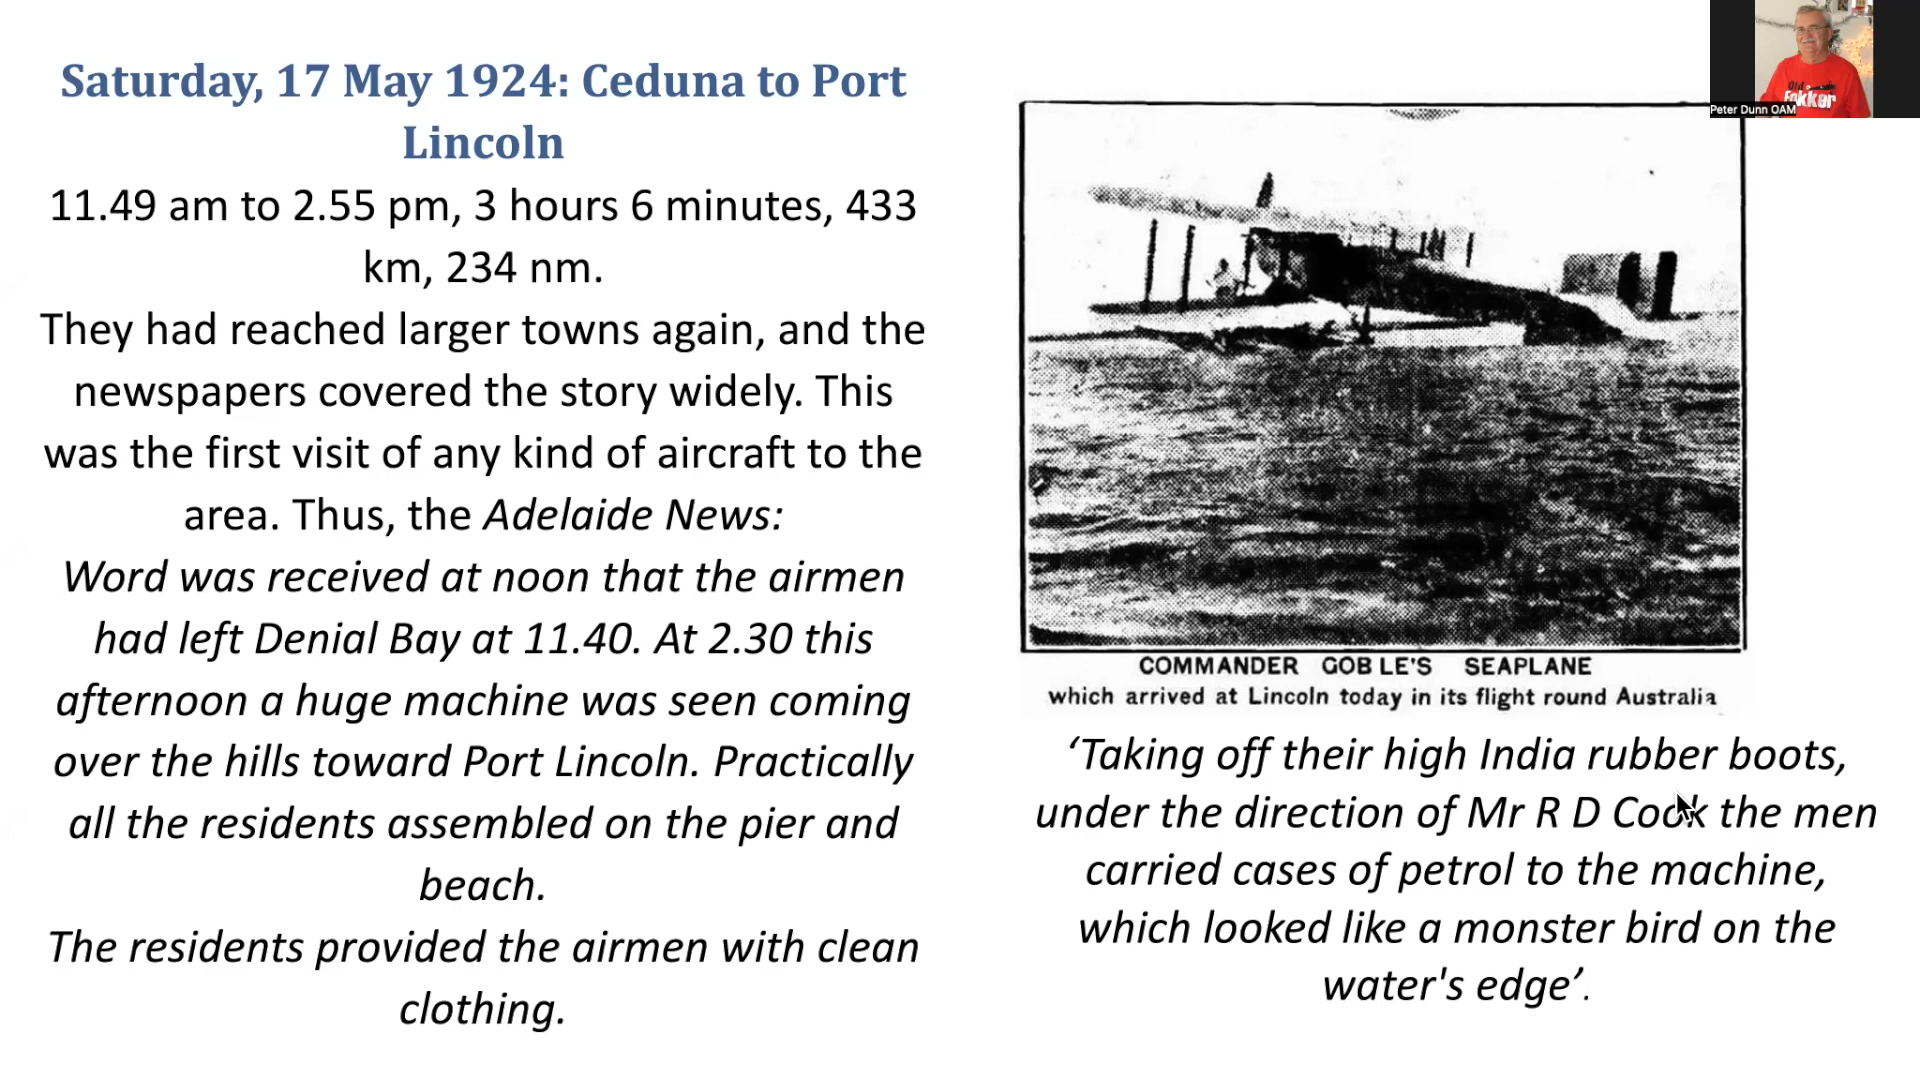 Saturday, 17 May 1924: Ceduna to Port
Lincoln
11.49 am to 2.55 pm, 3 hours 6 minutes, 433
km, 234 nm.
They had reached larger towns again, and the
newspapers covered the story widely. This
was the first visit of any kind of aircraft to the
area. Thus, the Adelaide News:
Word was received at noon that the airmen
had left Denial Bay at 11.40. At 2.30 this
afternoon a huge machine was seen coming
over the hills toward Port Lincoln. Practically
all the residents assembled on the pier and
beach.
The residents provided the airmen with clean
clothing.
COMMANDER GOBLE'S SEAPLANE
which arrived at Lincoln today in its flight round Australia
‘Taking off their high India rubber boots,
under the direction of Mr R D Cook the men
carried cases of petrol to the machine,
which looked like a monster bird on the
water's edge’.
Old
Fokker
Peter Dunn OAM